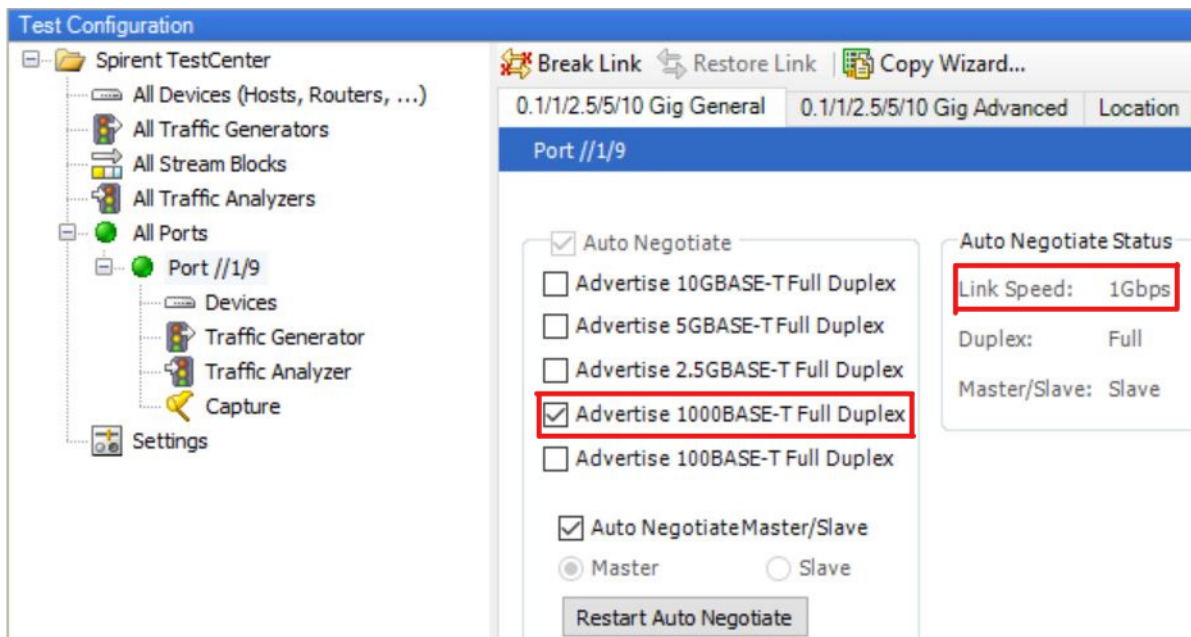 Test Configuration
Spirent TestCenter
All Devices (Hosts, Routers, ...)
All Traffic Generators
All Stream Blocks
All Traffic Analyzers
All Ports
Port //1/9
Devices
Traffic Generator
Traffic Analyzer
Capture
Settings
Break Link Restore Link Copy Wizard...
0.1/1/2.5/5/10 Gig General 0.1/1/2.5/5/10 Gig Advanced Location
Port //1/9
Auto Negotiate
Advertise 10GBASE-T Full Duplex
Advertise 5GBASE-T Full Duplex
Advertise 2.5GBASE-T Full Duplex
Advertise 1000BASE-T Full Duplex
Advertise 100BASE-T Full Duplex
Auto Negotiate Master/Slave
Master Slave
Restart Auto Negotiate
Auto Negotiate Status
Link Speed: 1Gbps
Duplex: Full
Master/Slave: Slave